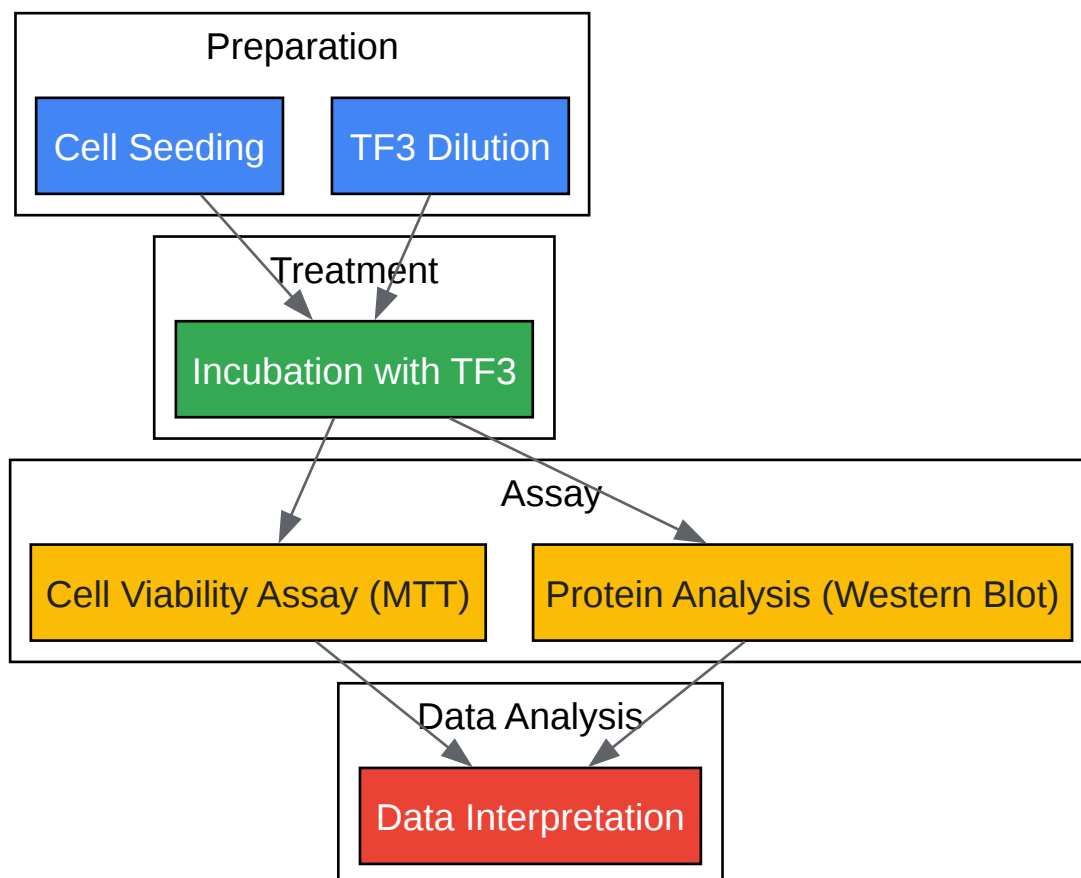 Preparation
Cell Seeding
TF3 Dilution
Treatment
Incubation with TF3
Assay
Cell Viability Assay (MTT)
Protein Analysis (Western Blot)
Data Analysis
Data Interpretation